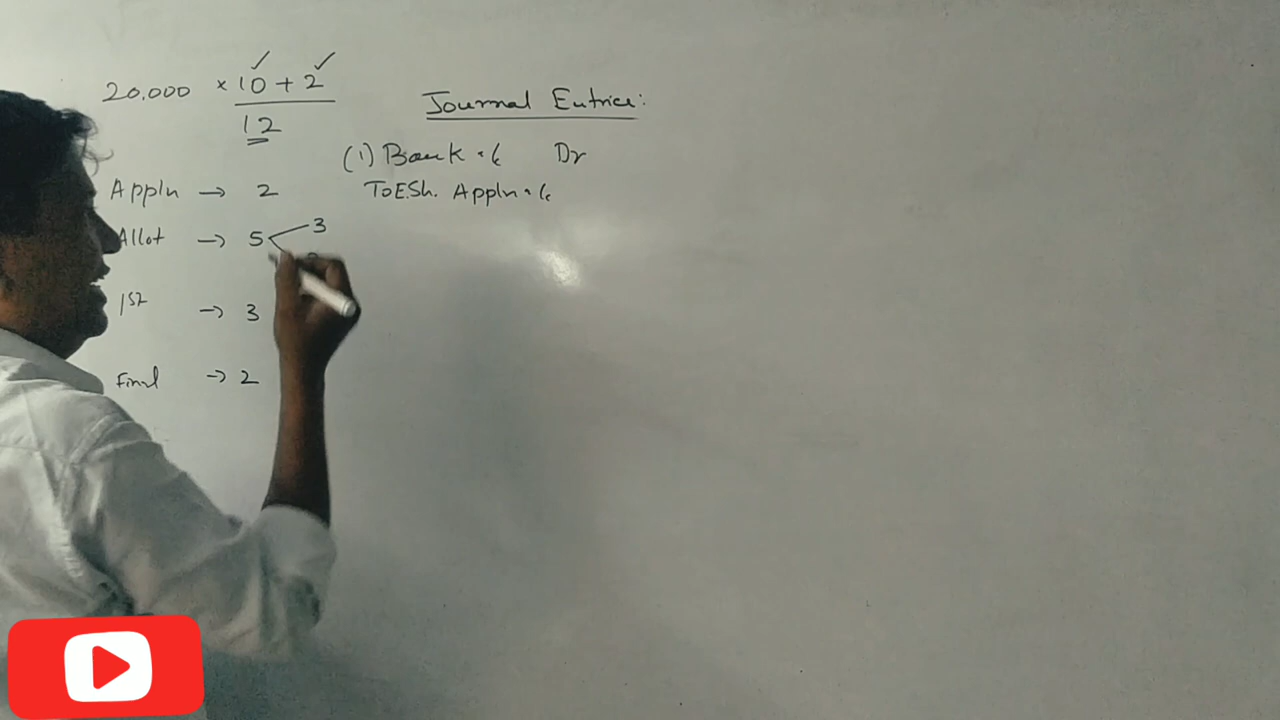 20,000 × 10 + 2
12
Appln → 2
Allot → 5 3
1st → 3
Final → 2
Journal Entries:
(1) Bank a/c Dr
To E.Sh. Appln a/c